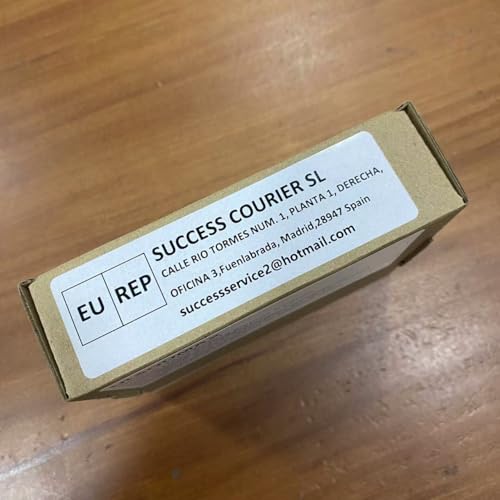 EU REP
SUCCESS COURIER SL
CALLE RIO TORMES NUM. 1, PLANTA 1, DERECHA,
OFICINA 3,Fuenlabrada, Madrid,28947 Spain
successservice2@hotmail.com